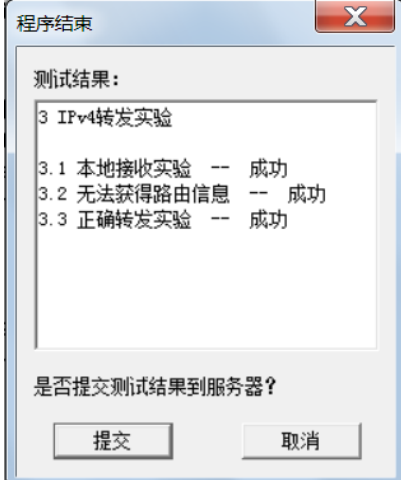 程序结束
测试结果：
3 IPv4转发实验
3.1 本地接收实验 -- 成功
3.2 无法获得路由信息 -- 成功
3.3 正确转发实验 -- 成功
是否提交测试结果到服务器?
提交
取消